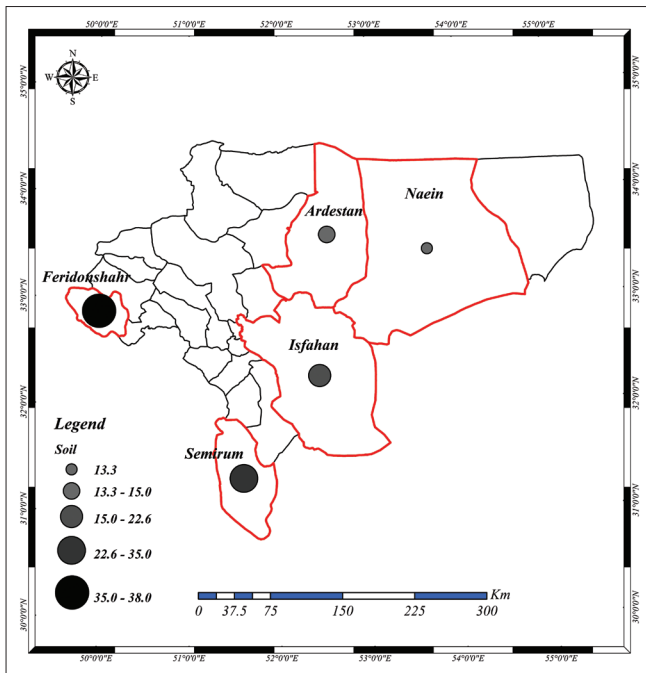 50°0'0"E 51°0'0"E 52°0'0"E 53°0'0"E 54°0'0"E 55°0'0"E
N
W E
S
35°0'0"N 35°0'0"N
34°0'0"N 34°0'0"N
33°0'0"N 33°0'0"N
32°0'0"N 32°0'0"N
31°0'0"N 31°0'0"N
30°0'0"N 30°0'0"N
Naein
Ardestan
Feridonshahr
Isfahan
Semirum
Legend
Soil
13.3
13.3 - 15.0
15.0 - 22.6
22.6 - 35.0
35.0 - 38.0
Km
0 37.5 75 150 225 300
50°0'0"E 51°0'0"E 52°0'0"E 53°0'0"E 54°0'0"E 55°0'0"E